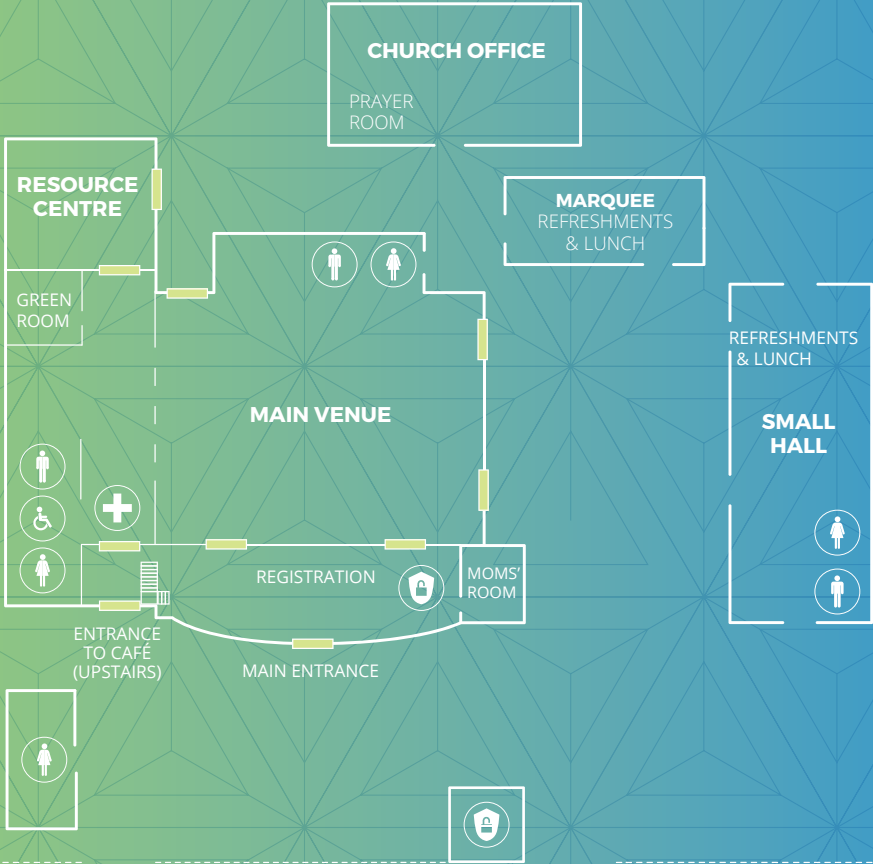 CHURCH OFFICE
PRAYER
ROOM
RESOURCE
CENTRE
MARQUEE
REFRESHMENTS
& LUNCH
GREEN
ROOM
REFRESHMENTS
& LUNCH
MAIN VENUE
SMALL
HALL
REGISTRATION
MOMS’
ROOM
ENTRANCE
TO CAFÉ
(UPSTAIRS)
MAIN ENTRANCE